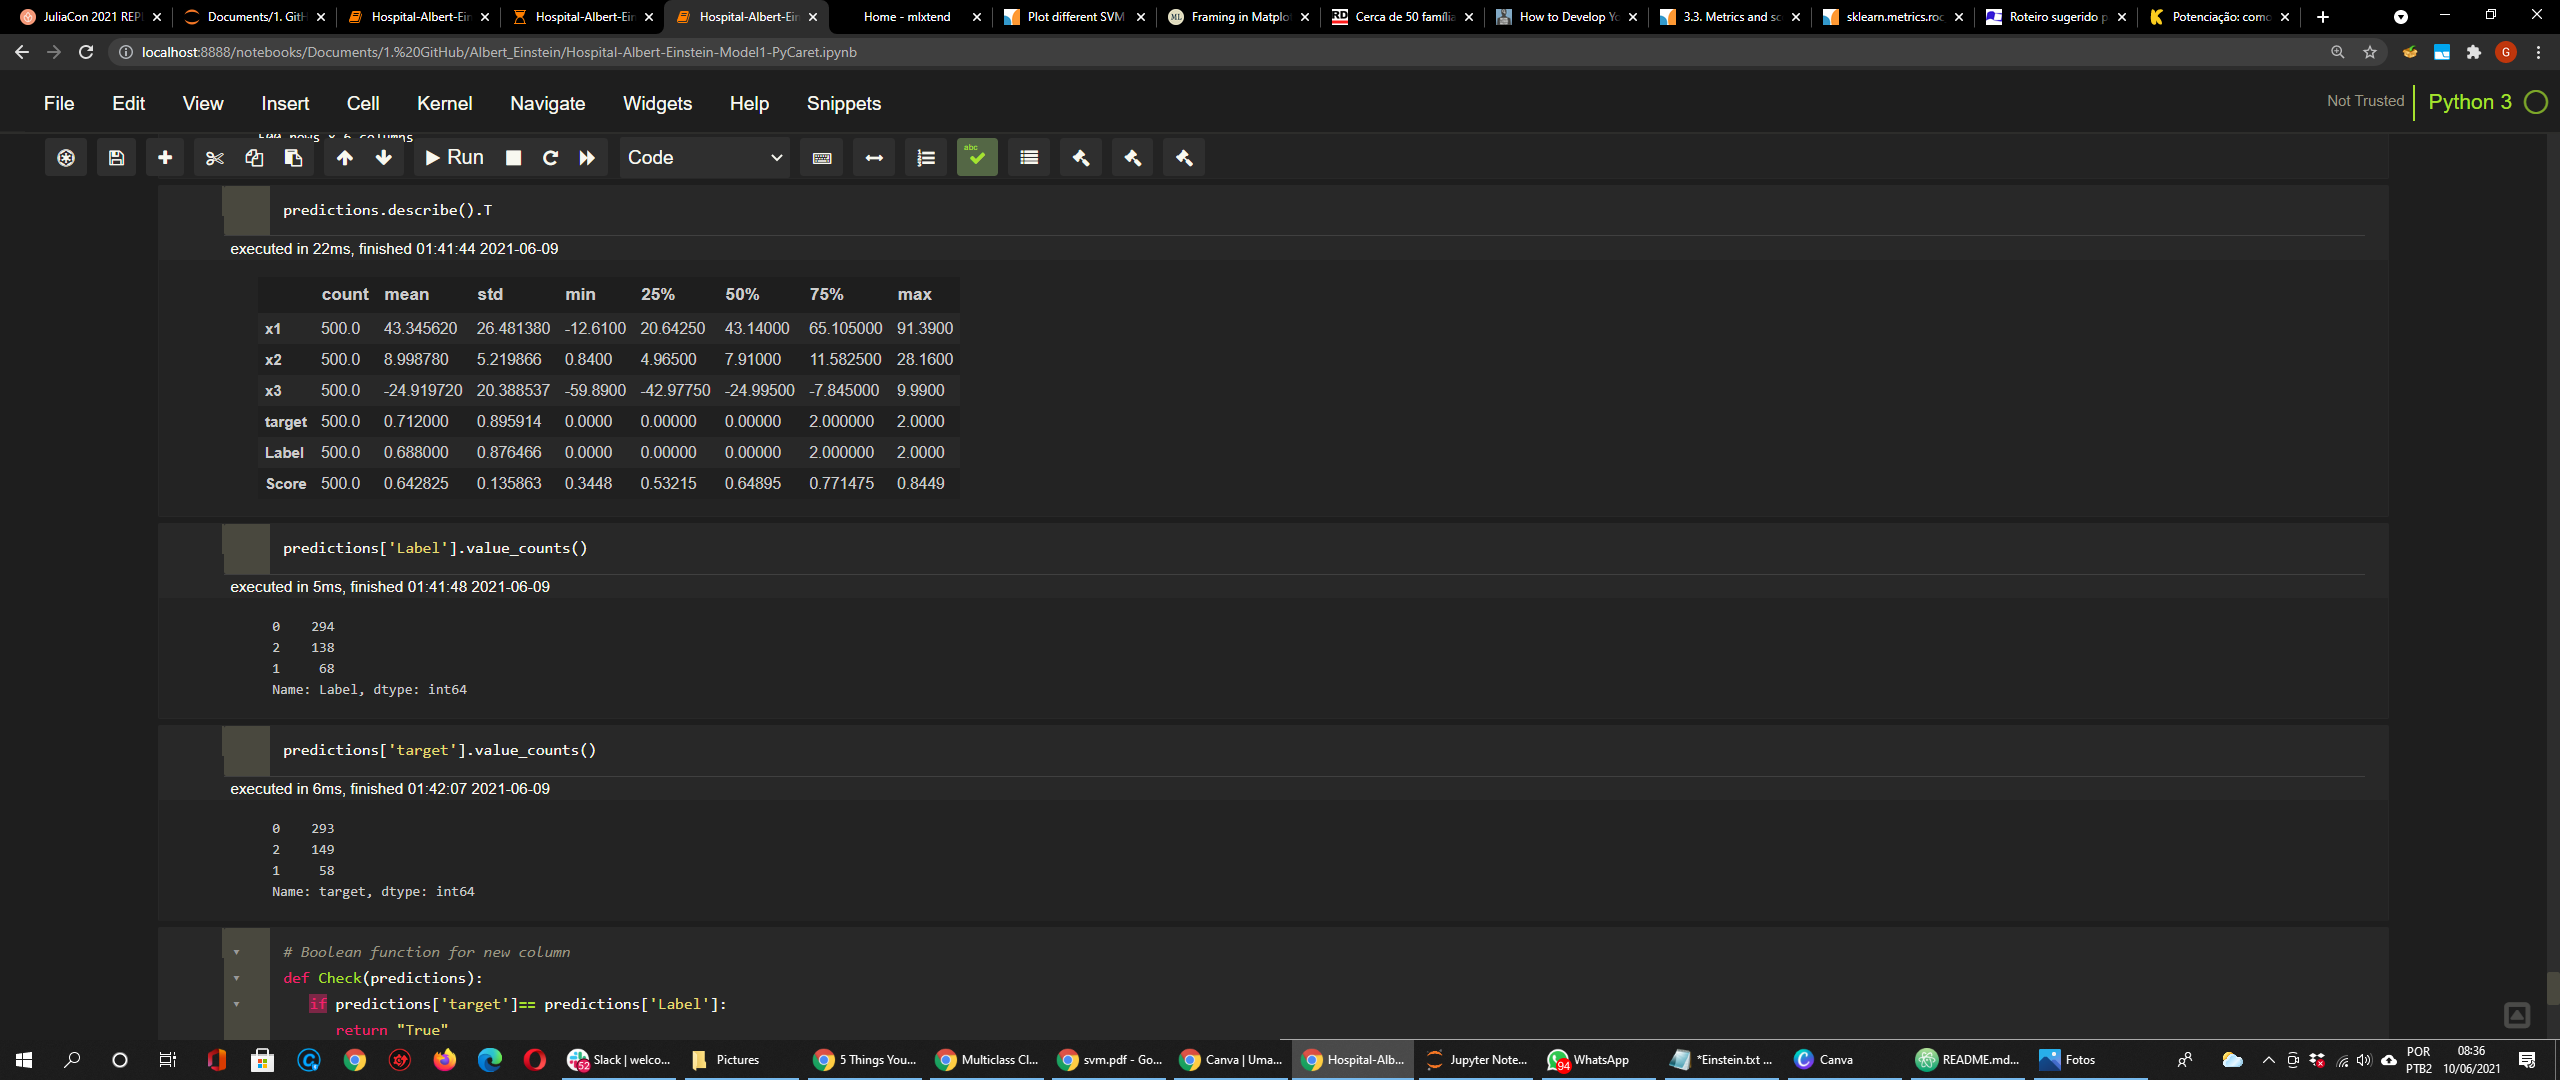 JuliaCon 2021 REP
Documents/1. GitH
Hospital-Albert-Ein
Hospital-Albert-Ein
Hospital-Albert-Ein
Home - mlxtend
Plot different SVM
Framing in Matplo
Cerca de 50 família
How to Develop Yo
3.3. Metrics and sc
sklearn.metrics.roc
Roteiro sugerido p
Potenciação: como
localhost:8888/notebooks/Documents/1.%20GitHub/Albert_Einstein/Hospital-Albert-Einstein-Model1-PyCaret.ipynb
File Edit View Insert Cell Kernel Navigate Widgets Help Snippets
Not Trusted Python 3
500 rows x 6 columns
Run Code abc
predictions.describe().T
executed in 22ms, finished 01:41:44 2021-06-09
count mean std min 25% 50% 75% max
x1 500.0 43.345620 26.481380 -12.6100 20.64250 43.14000 65.105000 91.3900
x2 500.0 8.998780 5.219866 0.8400 4.96500 7.91000 11.582500 28.1600
x3 500.0 -24.919720 20.388537 -59.8900 -42.97750 -24.99500 -7.845000 9.9900
target 500.0 0.712000 0.895914 0.0000 0.00000 0.00000 2.000000 2.0000
Label 500.0 0.688000 0.876466 0.0000 0.00000 0.00000 2.000000 2.0000
Score 500.0 0.642825 0.135863 0.3448 0.53215 0.64895 0.771475 0.8449
predictions['Label'].value_counts()
executed in 5ms, finished 01:41:48 2021-06-09
0 294
2 138
1 68
Name: Label, dtype: int64
predictions['target'].value_counts()
executed in 6ms, finished 01:42:07 2021-06-09
0 293
2 149
1 58
Name: target, dtype: int64
# Boolean function for new column
def Check(predictions):
if predictions['target']== predictions['Label']:
return "True"
52 Slack | welco...
Pictures
5 Things You...
Multiclass Cl...
svm.pdf - Go...
Canva | Uma...
Hospital-Alb...
Jupyter Note...
94 WhatsApp
*Einstein.txt ...
Canva
README.md...
Fotos
POR
PTB2
08:36
10/06/2021